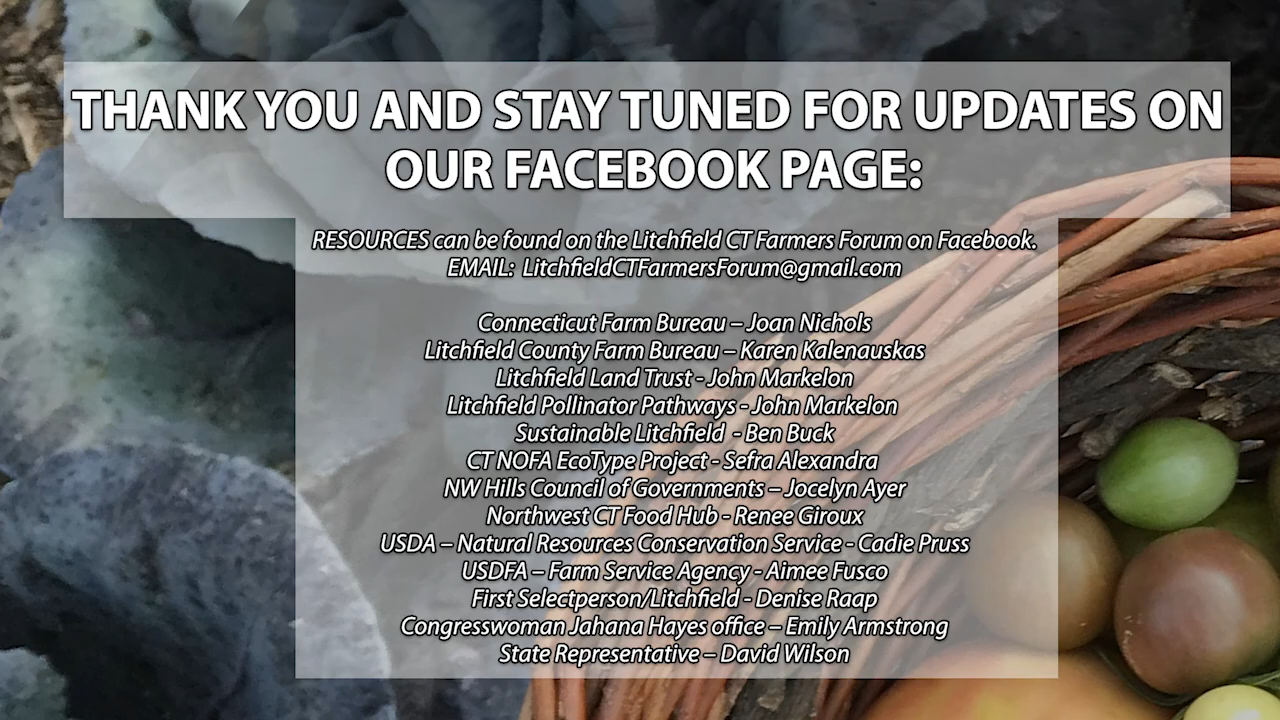 THANK YOU AND STAY TUNED FOR UPDATES ON
OUR FACEBOOK PAGE:
RESOURCES can be found on the Litchfield CT Farmers Forum on Facebook.
EMAIL: LitchfieldCTFarmersForum@gmail.com
Connecticut Farm Bureau – Joan Nichols
Litchfield County Farm Bureau – Karen Kalenauskas
Litchfield Land Trust - John Markelon
Litchfield Pollinator Pathways - John Markelon
Sustainable Litchfield - Ben Buck
CT NOFA EcoType Project - Sefra Alexandra
NW Hills Council of Governments – Jocelyn Ayer
Northwest CT Food Hub - Renee Giroux
USDA – Natural Resources Conservation Service - Cadie Pruss
USDFA – Farm Service Agency - Aimee Fusco
First Selectperson/Litchfield - Denise Raap
Congresswoman Jahana Hayes office – Emily Armstrong
State Representative – David Wilson